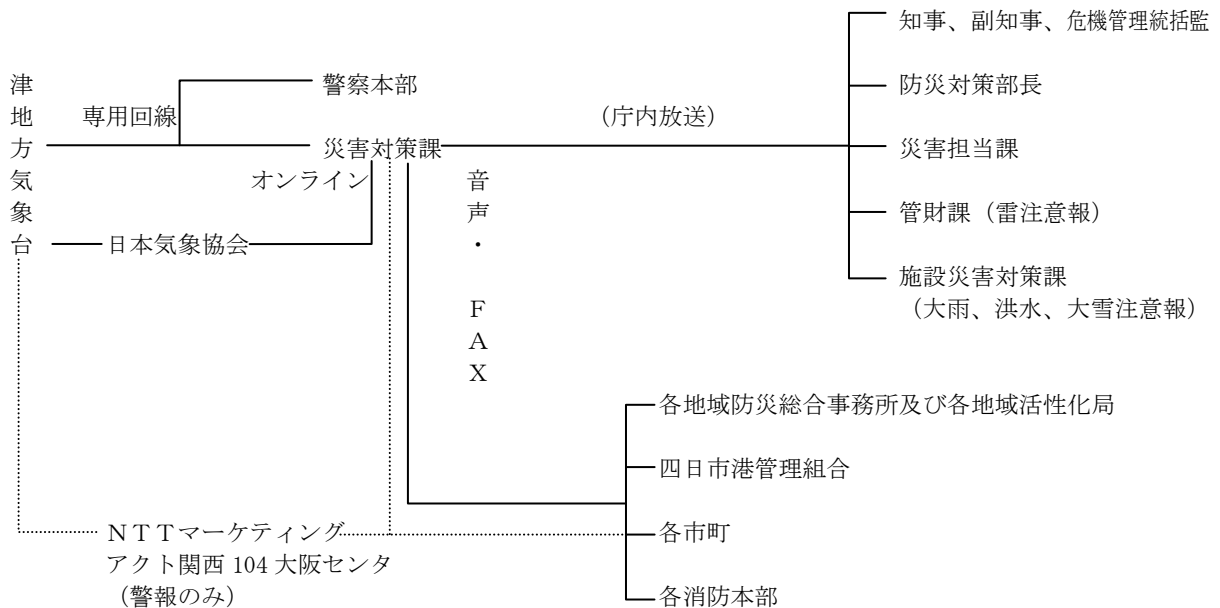 知事、副知事、危機管理統括監
津地方気象台
専用回線
警察本部
(庁内放送)
防災対策部長
災害対策課
災害担当課
オンライン
音声・ FAX
管財課(雷注意報)
日本気象協会
施設災害対策課
(大雨、洪水、大雪注意報)
各地域防災総合事務所及び各地域活性化局
四日市港管理組合
NTTマーケティング
アクト関西 104 大阪センタ
(警報のみ)
各市町
各消防本部